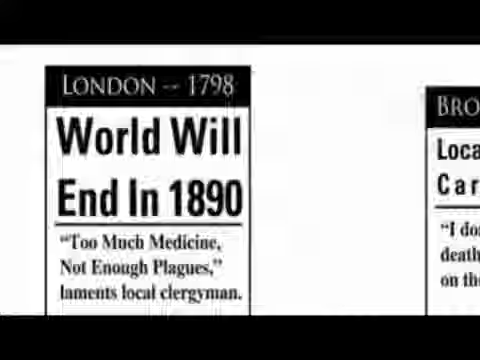 LONDON -- 1798
World Will
End In 1890
“Too Much Medicine,
Not Enough Plagues,”
laments local clergyman.
BRO
Loca
Car
“I do
death
on the